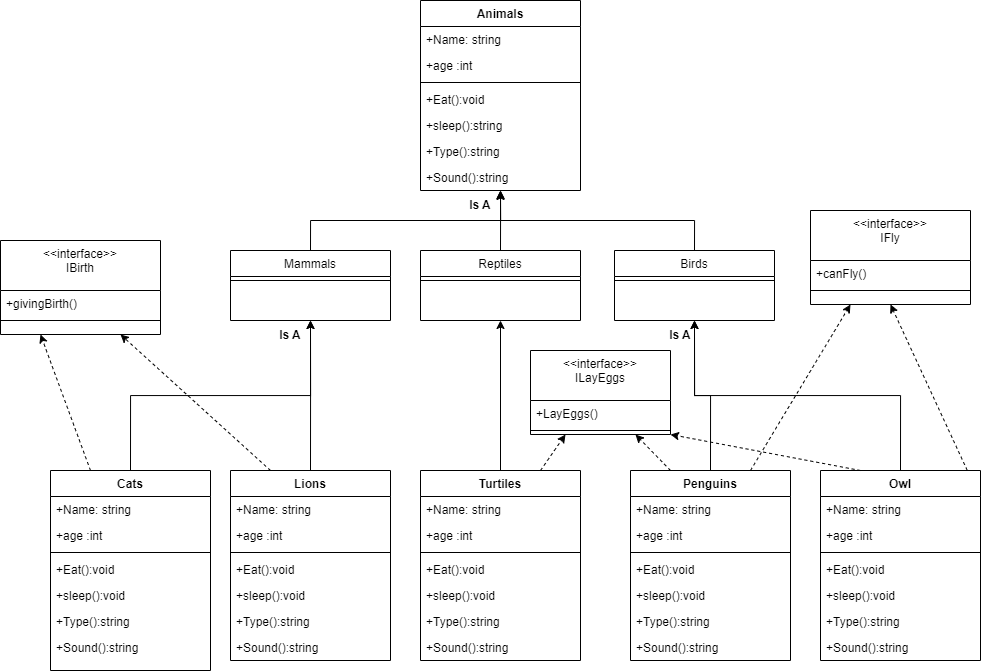 Animals
+Name: string
+age :int
+Eat():void
+sleep():string
+Type():string
+Sound():string
Is A
<<interface>>
IBirth
+givingBirth()
Mammals
Reptiles
Birds
<<interface>>
IFly
+canFly()
Is A
Is A
<<interface>>
ILayEggs
+LayEggs()
Cats
+Name: string
+age :int
+Eat():void
+sleep():void
+Type():string
+Sound():string
Lions
+Name: string
+age :int
+Eat():void
+sleep():void
+Type():string
+Sound():string
Turtiles
+Name: string
+age :int
+Eat():void
+sleep():void
+Type():string
+Sound():string
Penguins
+Name: string
+age :int
+Eat():void
+sleep():void
+Type():string
+Sound():string
Owl
+Name: string
+age :int
+Eat():void
+sleep():void
+Type():string
+Sound():string